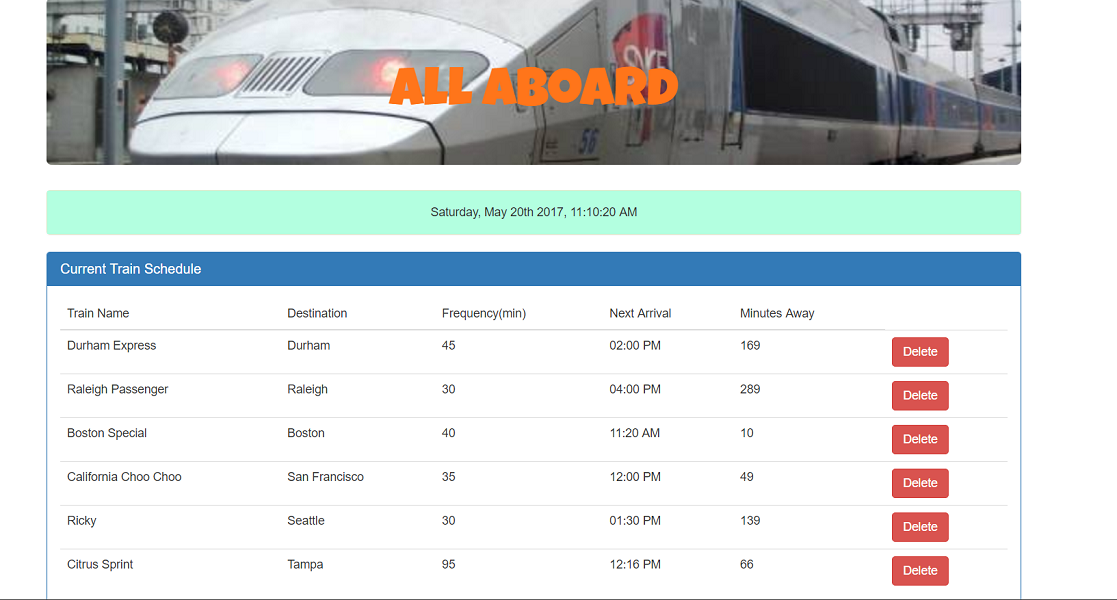 SNCF
ALL ABOARD
56
Saturday, May 20th 2017, 11:10:20 AM
Current Train Schedule
Train Name Destination Frequency(min) Next Arrival Minutes Away
Durham Express Durham 45 02:00 PM 169 Delete
Raleigh Passenger Raleigh 30 04:00 PM 289 Delete
Boston Special Boston 40 11:20 AM 10 Delete
California Choo Choo San Francisco 35 12:00 PM 49 Delete
Ricky Seattle 30 01:30 PM 139 Delete
Citrus Sprint Tampa 95 12:16 PM 66 Delete